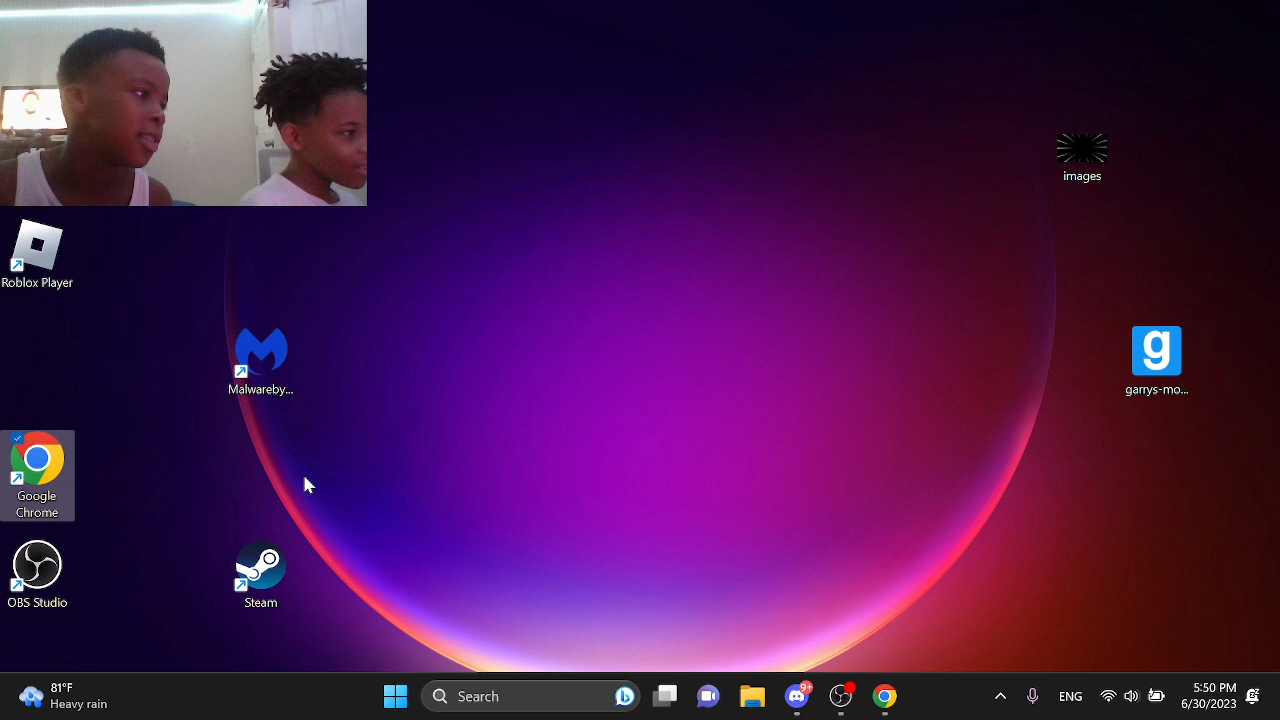 images
Roblox Player
Malwareby...
g
garrys-mo...
Google
Chrome
OBS Studio
Steam
81°F
Heavy rain
Search
9+
ENG
5:50 PM
6/30/2023